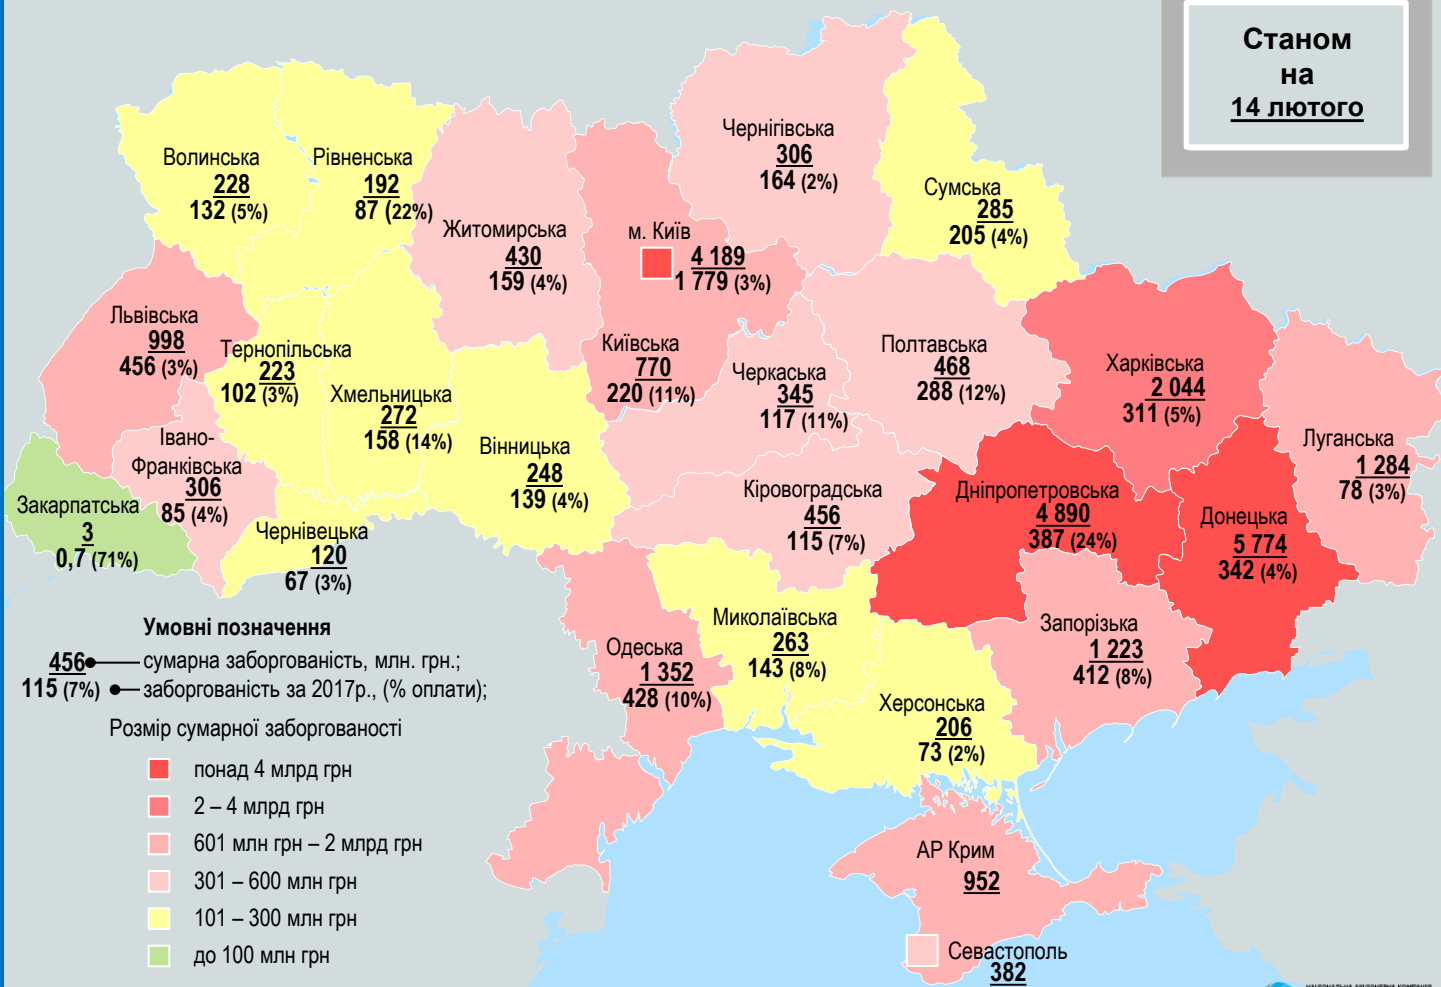 Станом
на
14 лютого
Чернігівська
306
164 (2%)
Волинська
228
132 (5%)
Рівненська
192
87 (22%)
Сумська
285
205 (4%)
Житомирська
430
159 (4%)
м. Київ
4 189
1 779 (3%)
Львівська
998
456 (3%)
Тернопільська
223
102 (3%)
Хмельницька
272
158 (14%)
Київська
770
220 (11%)
Черкаська
345
117 (11%)
Полтавська
468
288 (12%)
Харківська
2 044
311 (5%)
Луганська
1 284
78 (3%)
Івано-
Франківська
306
85 (4%)
Вінницька
248
139 (4%)
Закарпатська
3
0,7 (71%)
Чернівецька
120
67 (3%)
Кіровоградська
456
115 (7%)
Дніпропетровська
4 890
387 (24%)
Донецька
5 774
342 (4%)
Миколаївська
263
143 (8%)
Запорізька
1 223
412 (8%)
Одеська
1 352
428 (10%)
Херсонська
206
73 (2%)
АР Крим
952
Севастополь
382
Умовні позначення
456 сумарна заборгованість, млн. грн.;
115 (7%) заборгованість за 2017р., (% оплати);
Розмір сумарної заборгованості
понад 4 млрд грн
2 – 4 млрд грн
601 млн грн – 2 млрд грн
301 – 600 млн грн
101 – 300 млн грн
до 100 млн грн